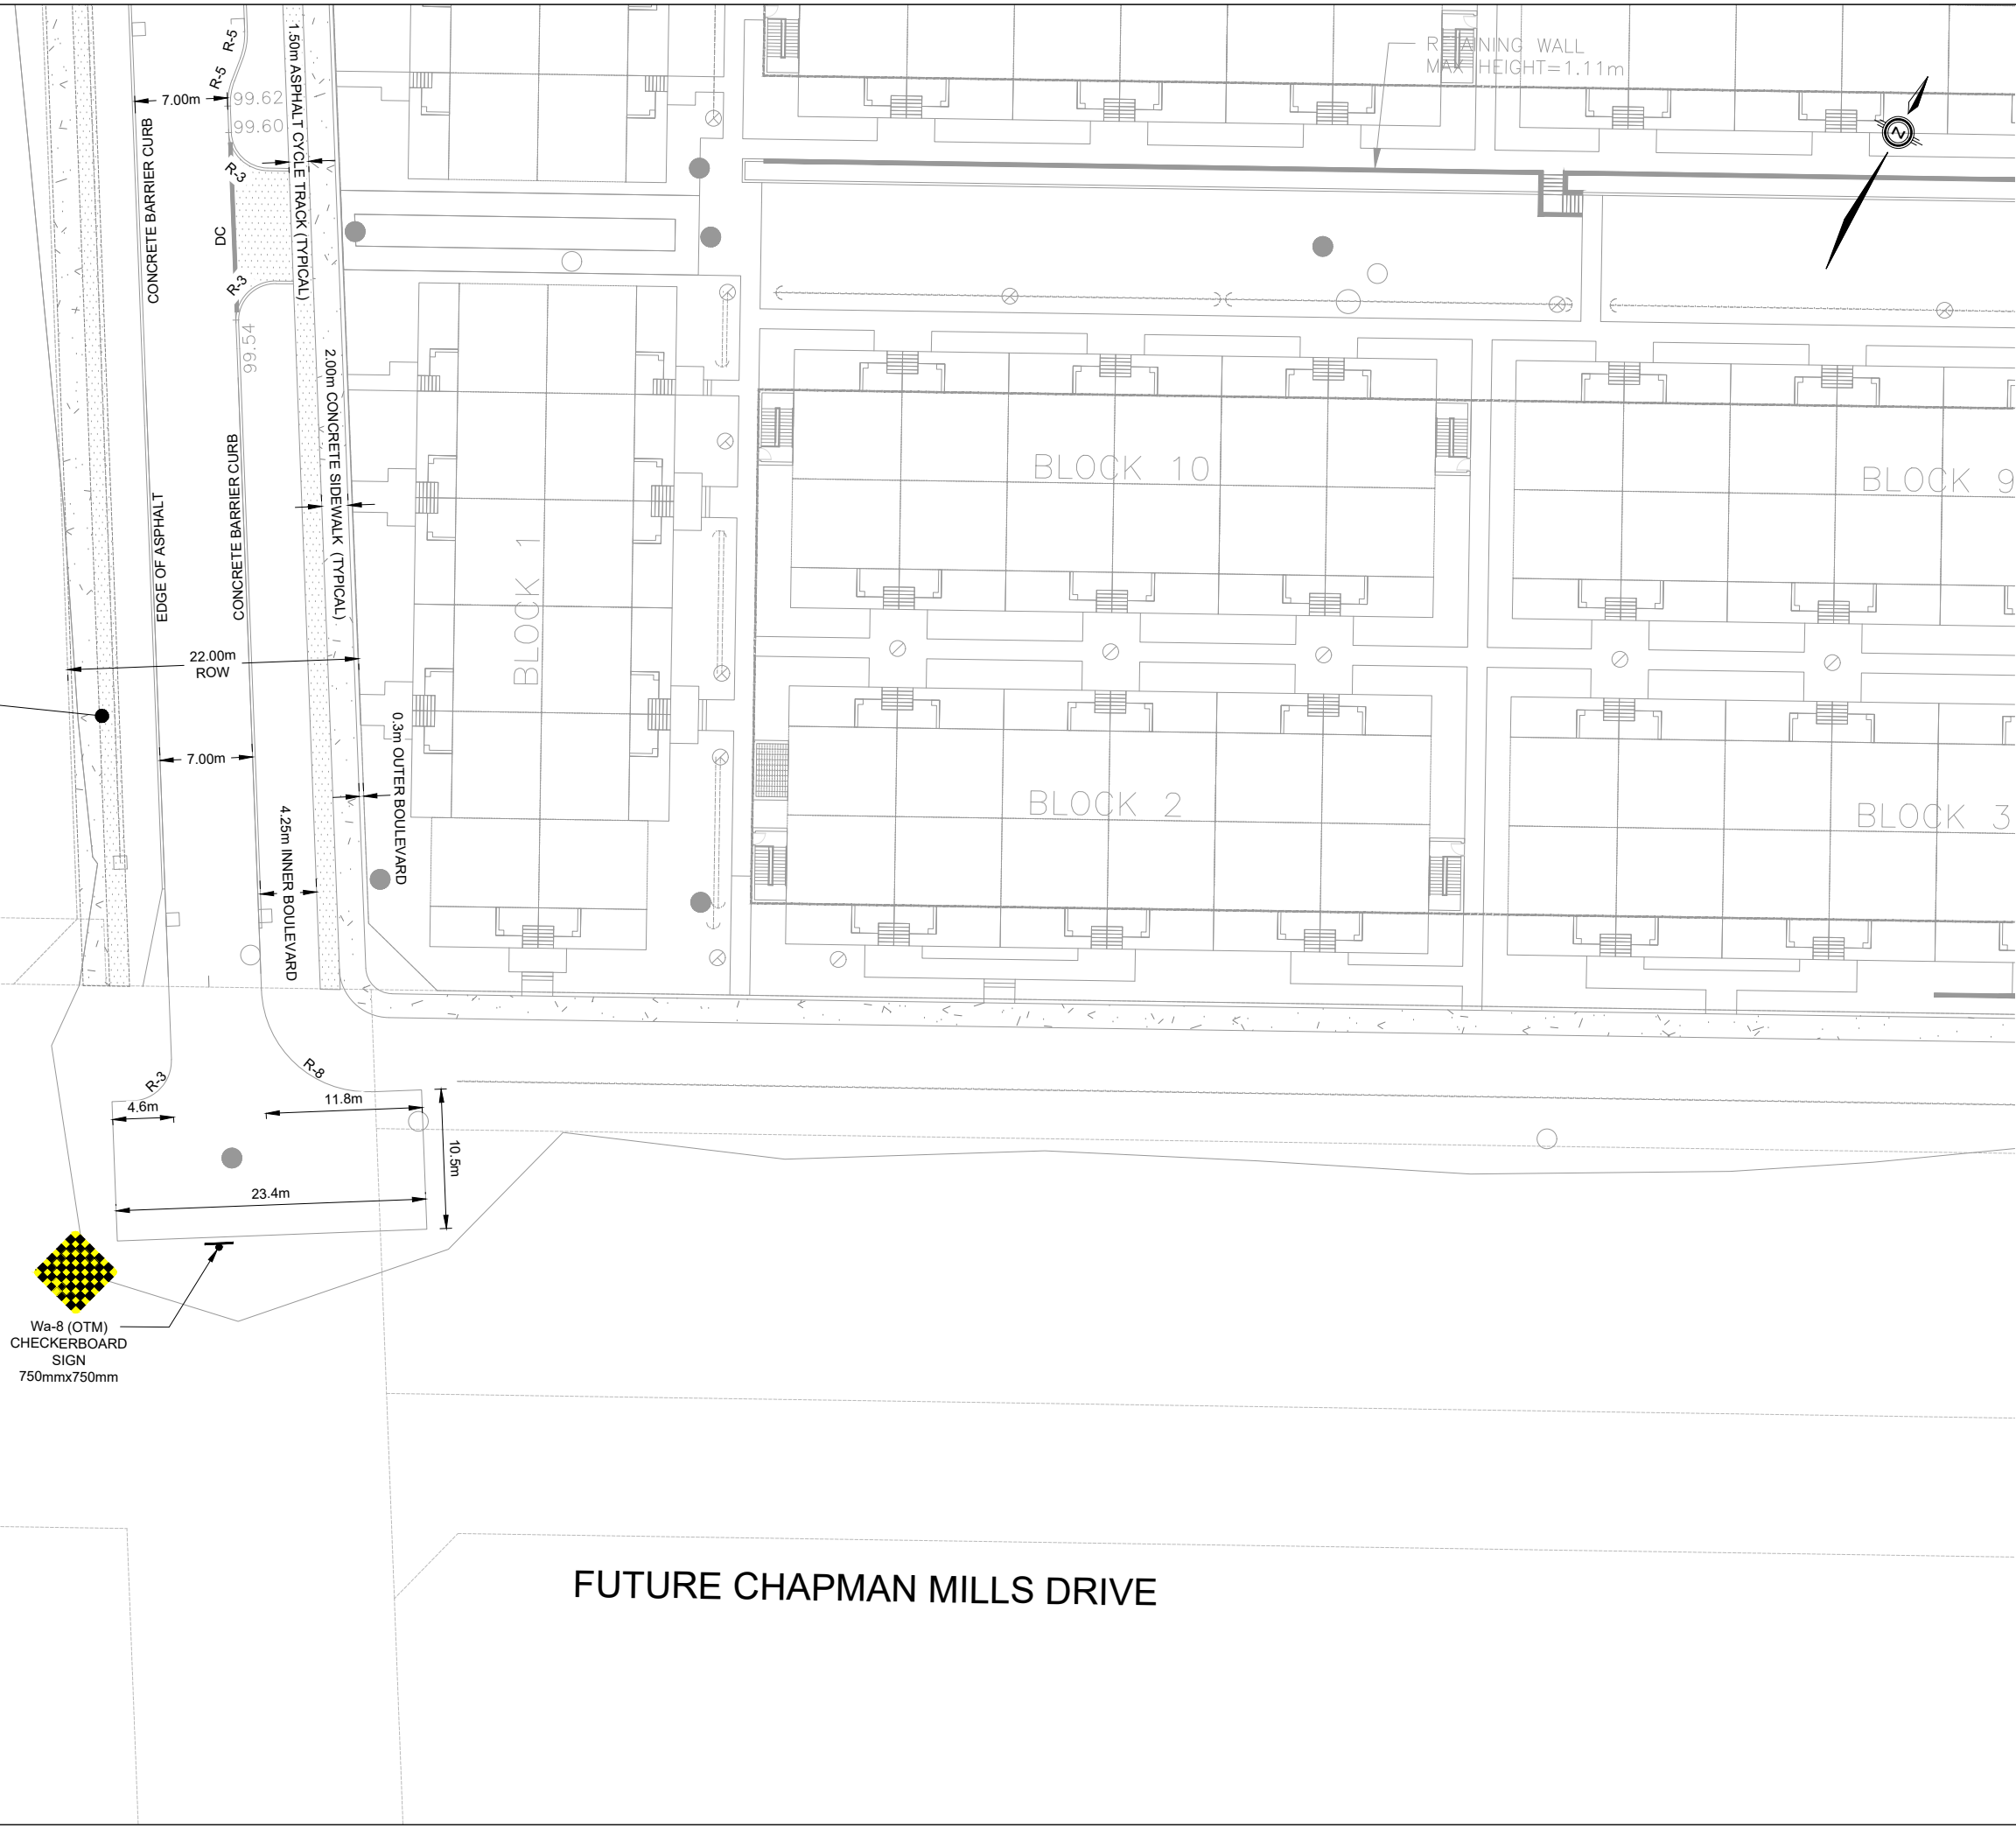 R-5
R-5
7.00m
99.62
99.60
1.50m ASPHALT CYCLE TRACK (TYPICAL)
CONCRETE BARRIER CURB
R-3
DC
R-3
99.54
RETAINING WALL
MAX HEIGHT=1.11m
N
2.00m CONCRETE SIDEWALK (TYPICAL)
EDGE OF ASPHALT
CONCRETE BARRIER CURB
BLOCK 1
BLOCK 10
BLOCK 9
22.00m
ROW
7.00m
0.3m OUTER BOULEVARD
4.25m INNER BOULEVARD
BLOCK 2
BLOCK 3
R-3
R-8
4.6m
11.8m
10.5m
23.4m
Wa-8 (OTM)
CHECKERBOARD
SIGN
750mmx750mm
FUTURE CHAPMAN MILLS DRIVE